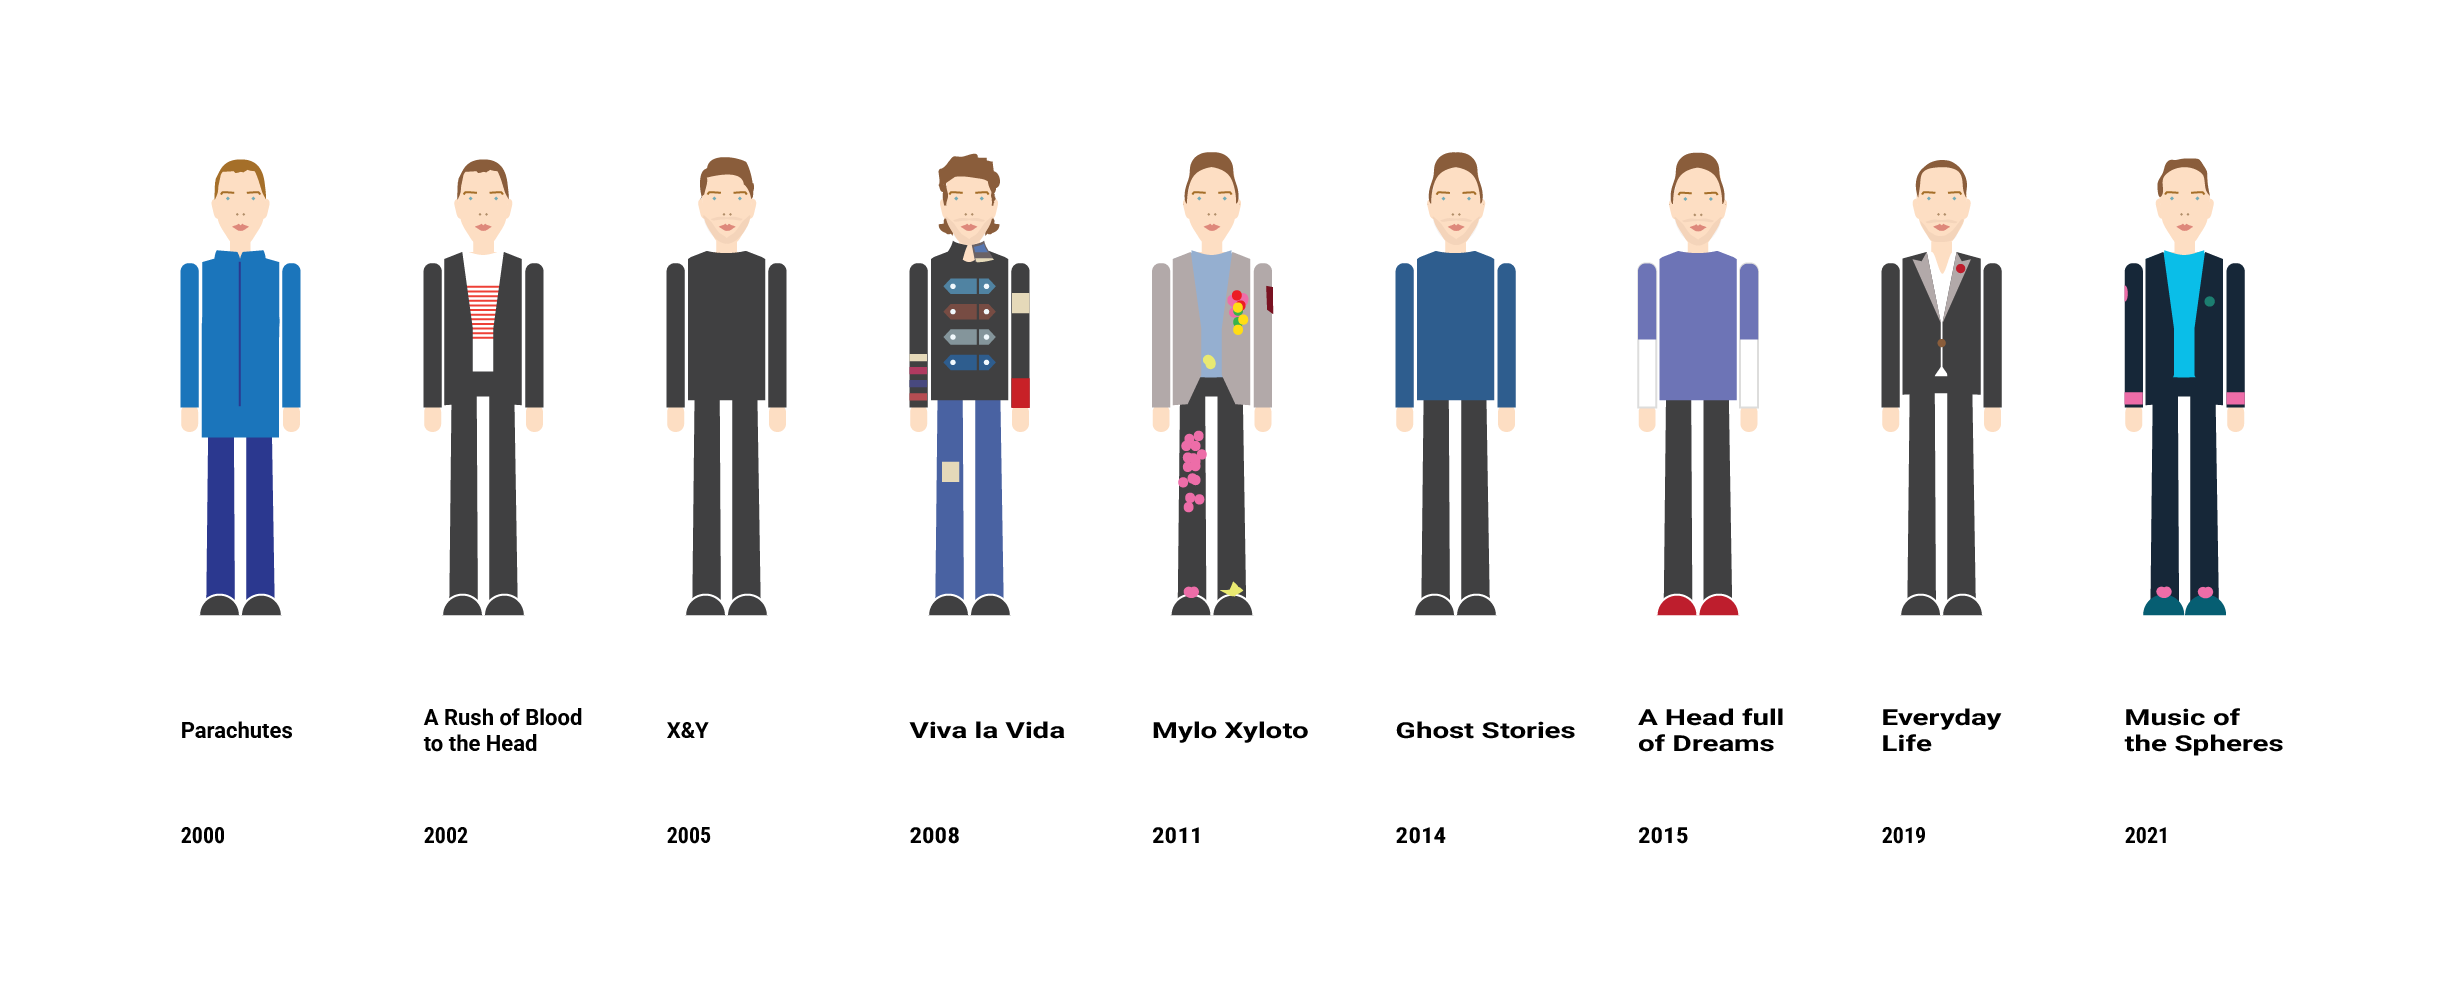 Parachutes
A Rush of Blood
to the Head
X&Y
Viva la Vida
Mylo Xyloto
Ghost Stories
A Head full
of Dreams
Everyday
Life
Music of
the Spheres
2000
2002
2005
2008
2011
2014
2015
2019
2021